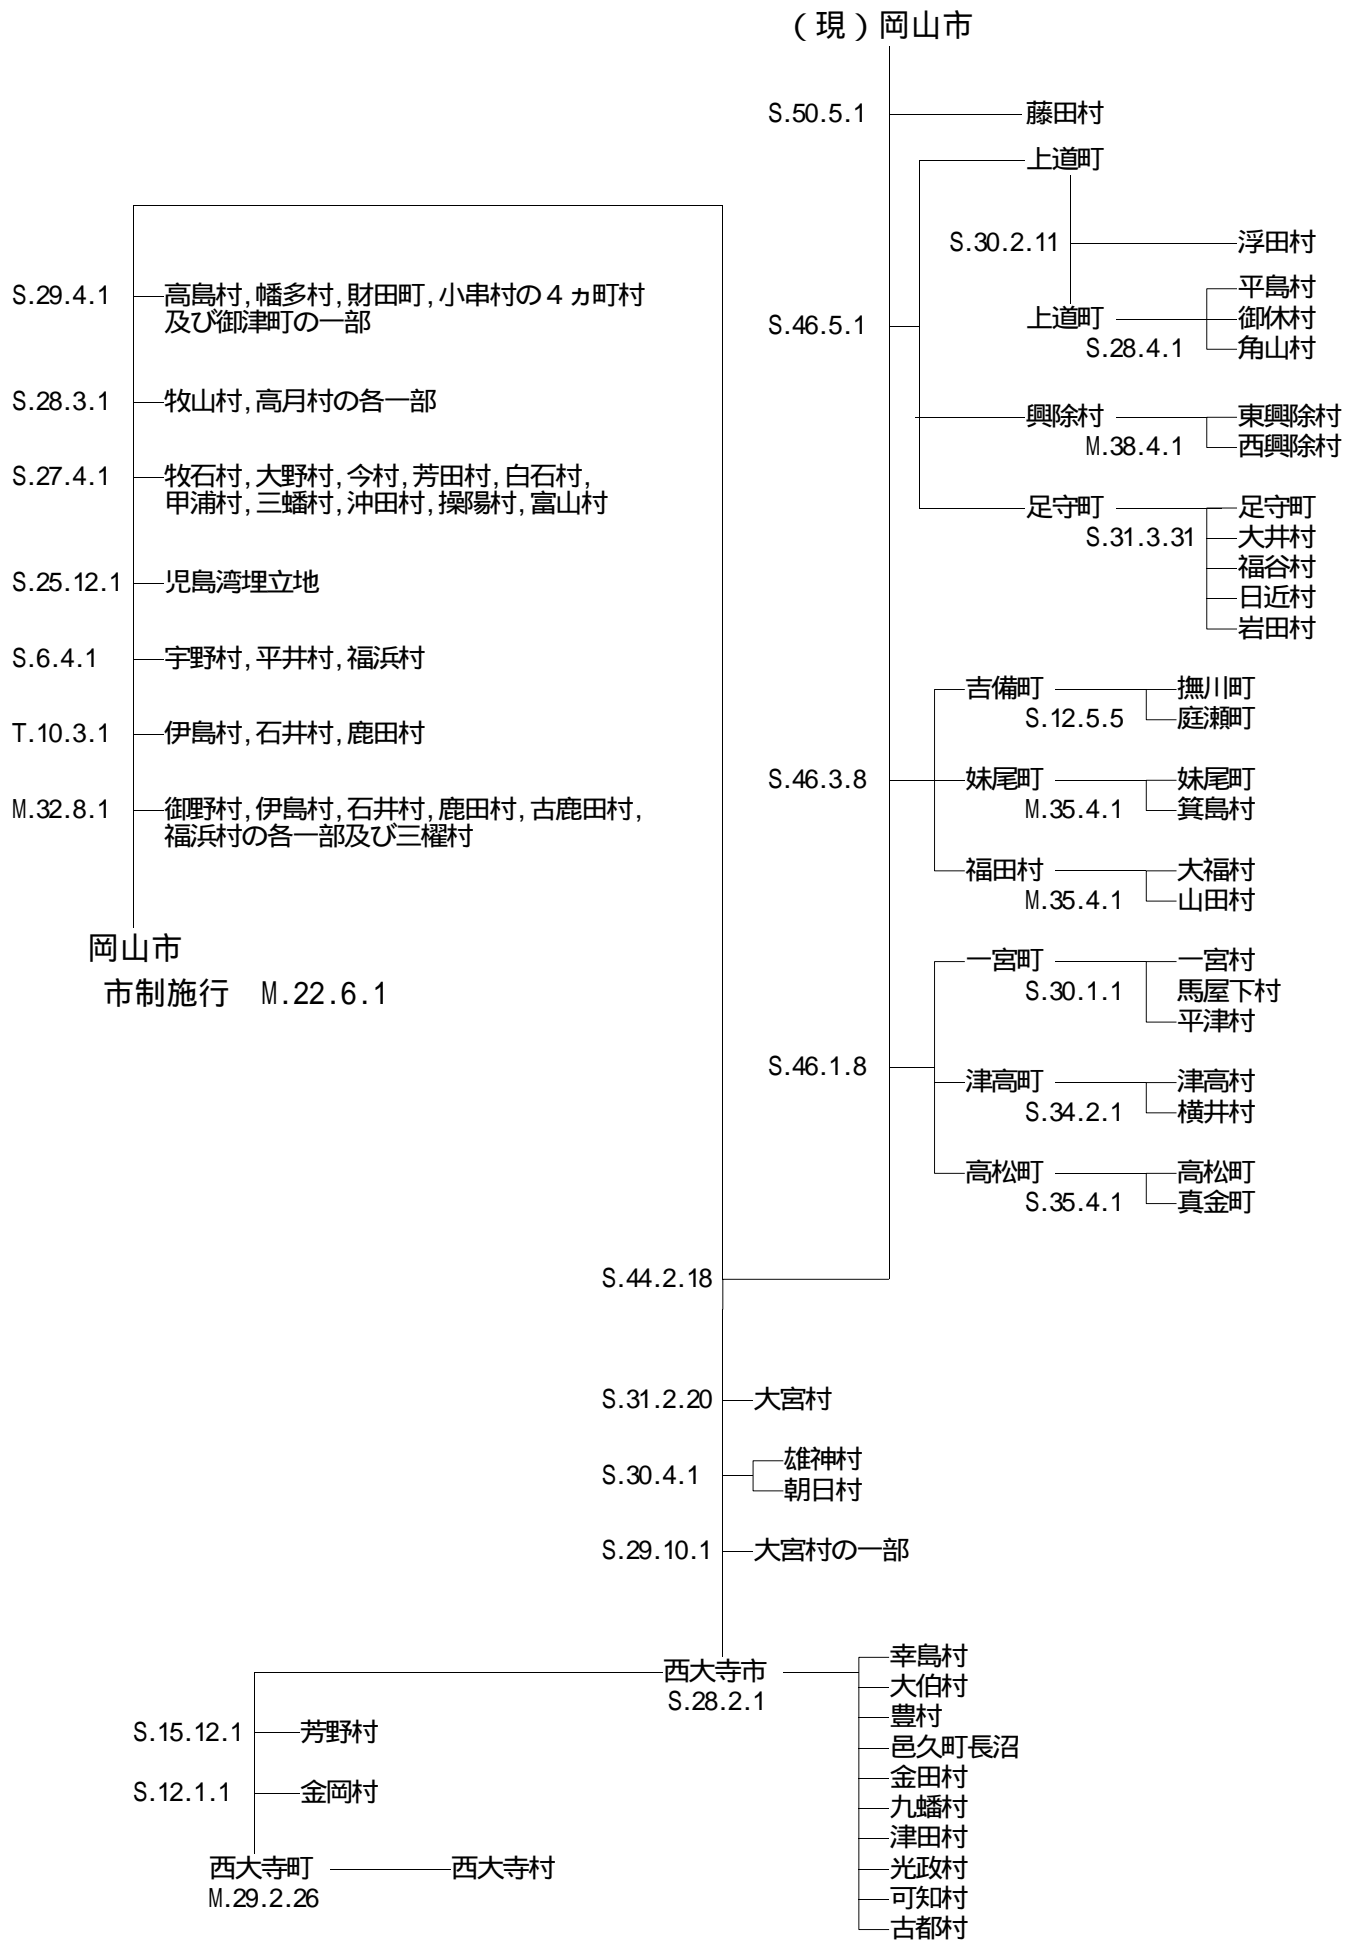 (現)岡山市
S.50.5.1
藤田村
上道町
S.30.2.11
浮田村
上道町
S.28.4.1
平島村
御休村
角山村
S.46.5.1
興除村
M.38.4.1
東興除村
西興除村
足守町
S.31.3.31
足守町
大井村
福谷村
日近村
岩田村
S.46.3.8
吉備町
S.12.5.5
撫川町
庭瀬町
妹尾町
M.35.4.1
妹尾町
箕島村
福田村
M.35.4.1
大福村
山田村
S.46.1.8
一宮町
S.30.1.1
一宮村
馬屋下村
平津村
津高町
S.34.2.1
津高村
横井村
高松町
S.35.4.1
高松町
真金町
S.29.4.1
高島村,幡多村,財田町,小串村の4ヵ町村
及び御津町の一部
S.28.3.1
牧山村,高月村の各一部
S.27.4.1
牧石村,大野村,今村,芳田村,白石村,
甲浦村,三蟠村,沖田村,操陽村,富山村
S.25.12.1
児島湾埋立地
S.6.4.1
宇野村,平井村,福浜村
T.10.3.1
伊島村,石井村,鹿田村
M.32.8.1
御野村,伊島村,石井村,鹿田村,古鹿田村,
福浜村の各一部及び三櫂村
岡山市
市制施行 M.22.6.1
S.44.2.18
S.31.2.20
大宮村
S.30.4.1
雄神村
朝日村
S.29.10.1
大宮村の一部
西大寺市
S.28.2.1
幸島村
大伯村
豊村
邑久町長沼
金田村
九蟠村
津田村
光政村
可知村
古都村
S.15.12.1
芳野村
S.12.1.1
金岡村
西大寺町
M.29.2.26
西大寺村